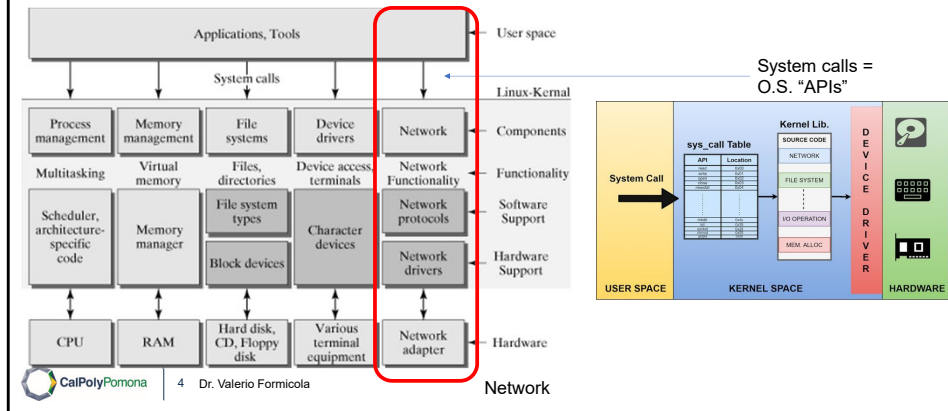 Applications, Tools
User space
System calls
Linux-Kernal
Process
management
Memory
management
File
systems
Device
drivers
Network
Components
Multitasking
Virtual
memory
Files,
directories
Device access,
terminals
Network
Functionality
Functionality
Scheduler,
architecture-
specific
code
Memory
manager
File system
types
Block devices
Character
devices
Network
protocols
Network
drivers
Software
Support
Hardware
Support
CPU
RAM
Hard disk,
CD, Floppy
disk
Various
terminal
equipment
Network
adapter
Hardware
System calls =
O.S. “APIs”
System Call
sys_call Table
API
Location
Kernel Lib.
SOURCE CODE
NETWORK
FILE SYSTEM
I/O OPERATION
MEM. ALLOC
DEVICE
DRIVER
USER SPACE
KERNEL SPACE
HARDWARE
CalPolyPomona
4
Dr. Valerio Formicola
Network